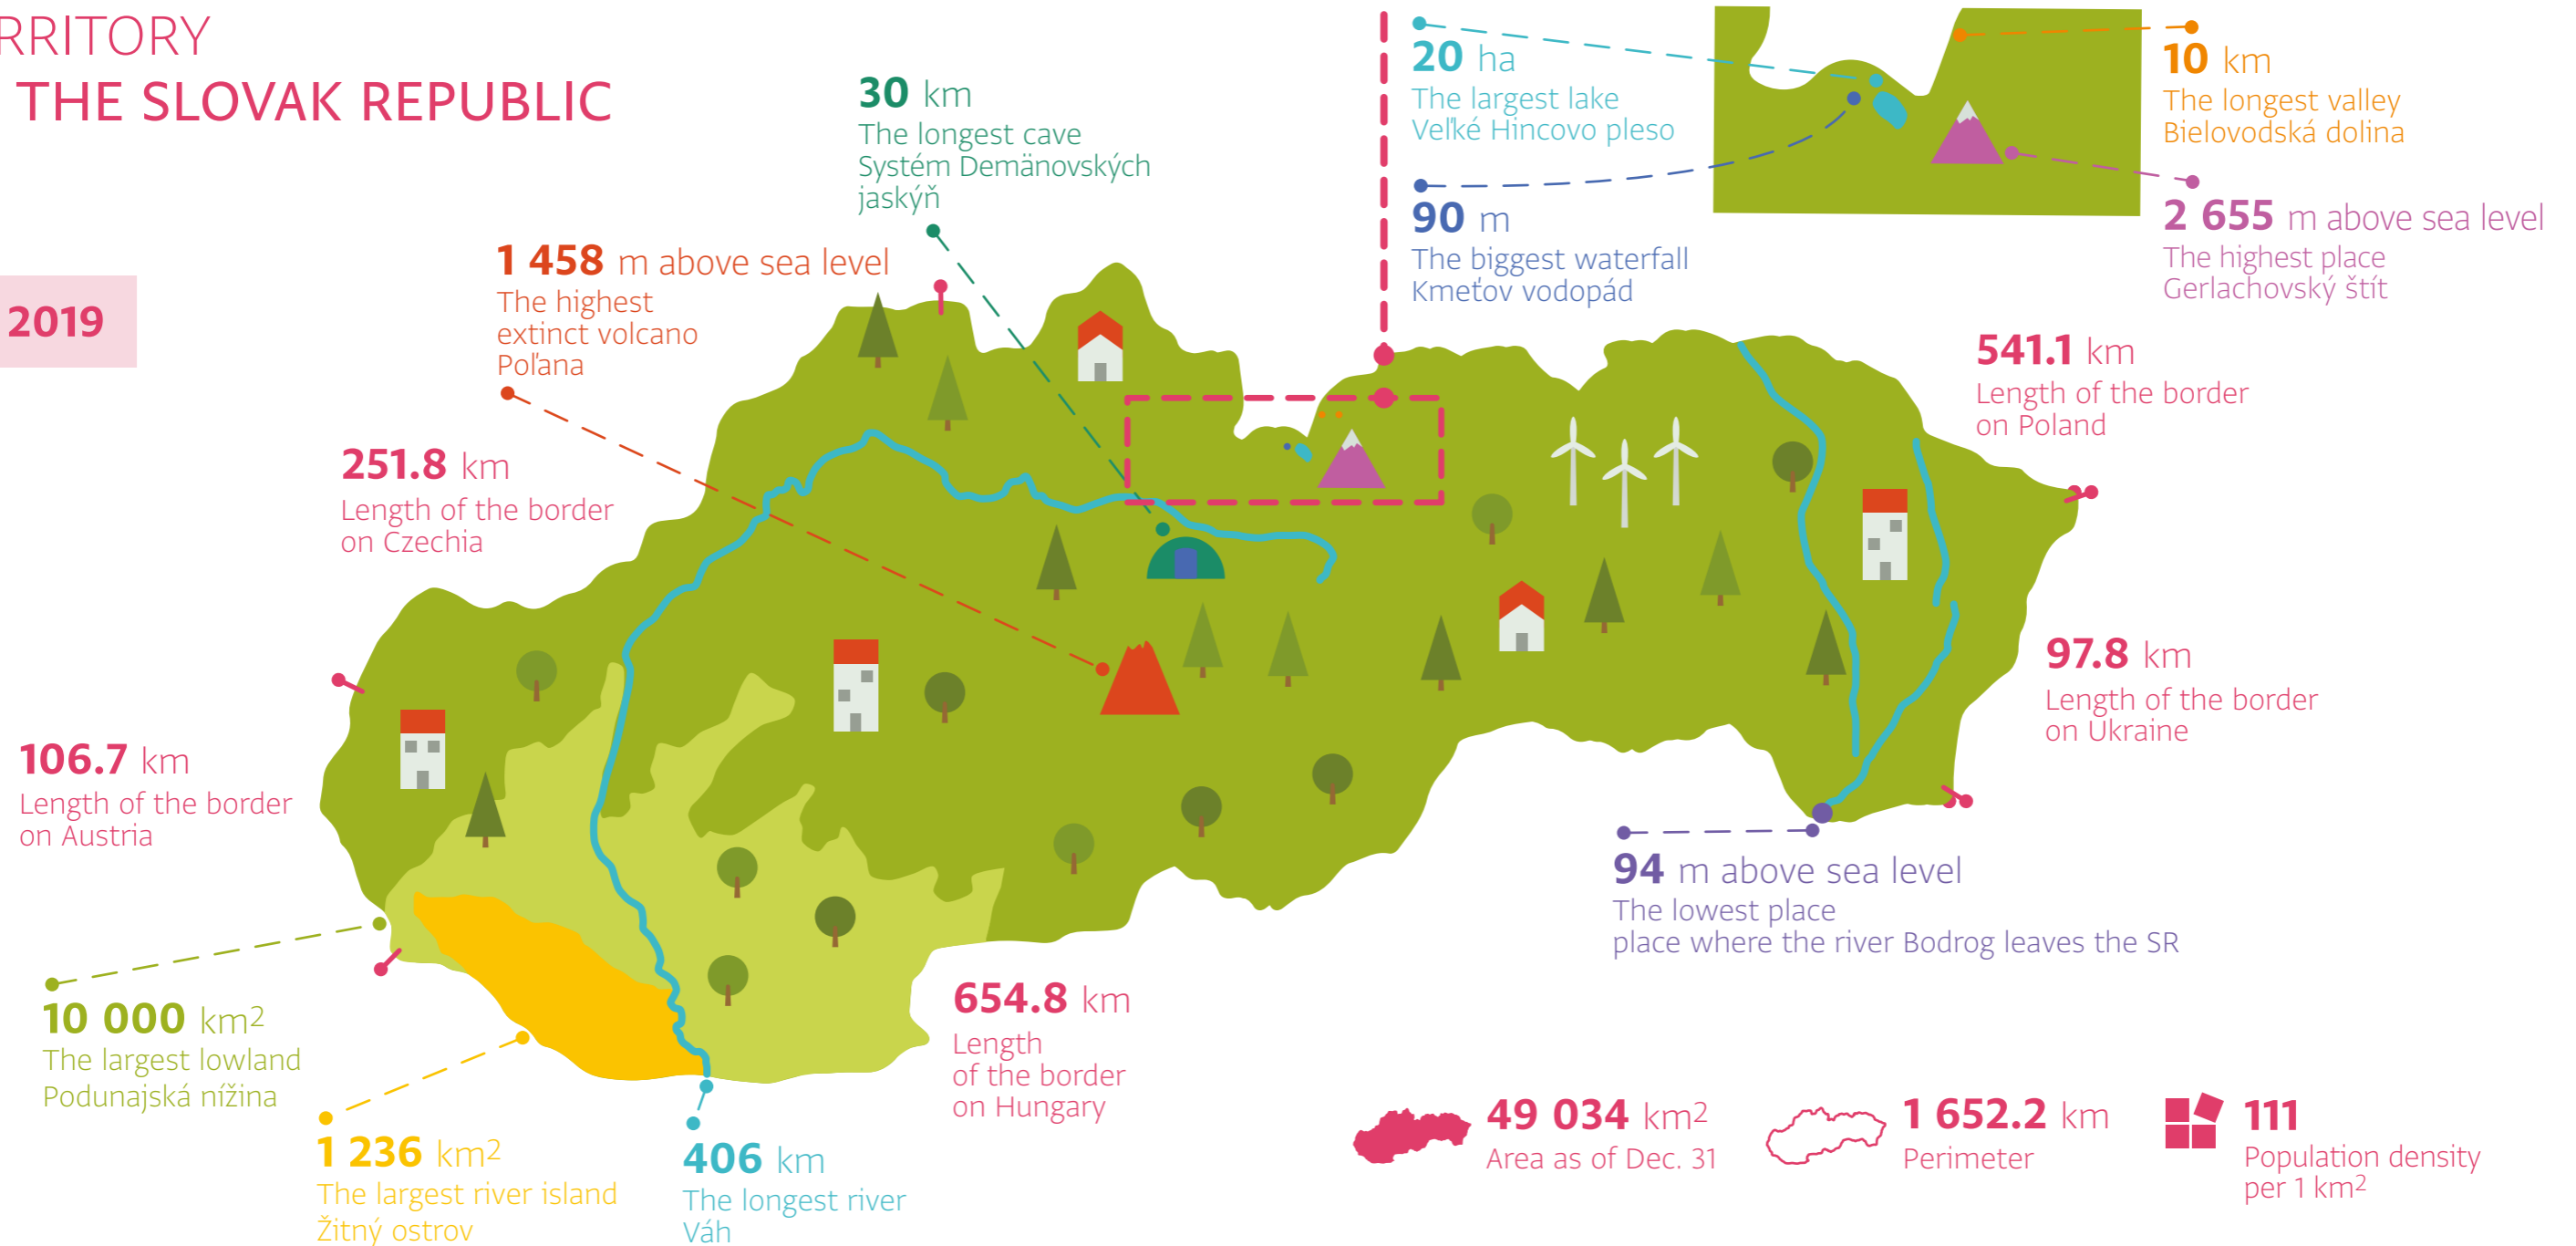 RRITORY
THE SLOVAK REPUBLIC
2019
30 km
The longest cave
Systém Demänovských
jaskýň
1 458 m above sea level
The highest
extinct volcano
Poľana
251.8 km
Length of the border
on Czechia
106.7 km
Length of the border
on Austria
10 000 km²
The largest lowland
Podunajská nížina
1 236 km²
The largest river island
Žitný ostrov
406 km
The longest river
Váh
654.8 km
Length
of the border
on Hungary
20 ha
The largest lake
Veľké Hincovo pleso
90 m
The biggest waterfall
Kmeťov vodopád
10 km
The longest valley
Bielovodská dolina
2 655 m above sea level
The highest place
Gerlachovský štít
541.1 km
Length of the border
on Poland
97.8 km
Length of the border
on Ukraine
94 m above sea level
The lowest place
place where the river Bodrog leaves the SR
49 034 km²
Area as of Dec. 31
1 652.2 km
Perimeter
111
Population density
per 1 km²